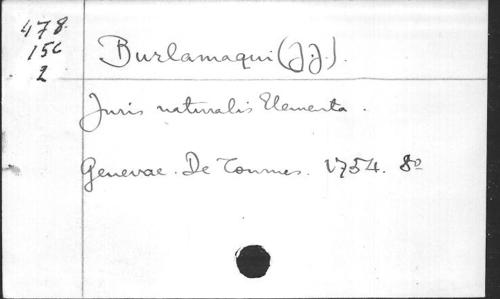 478.
15C
2
Burlamaqui (J.J.).
Juris naturalis Elementa.
Genevae. De Tournes. 1754. 8º